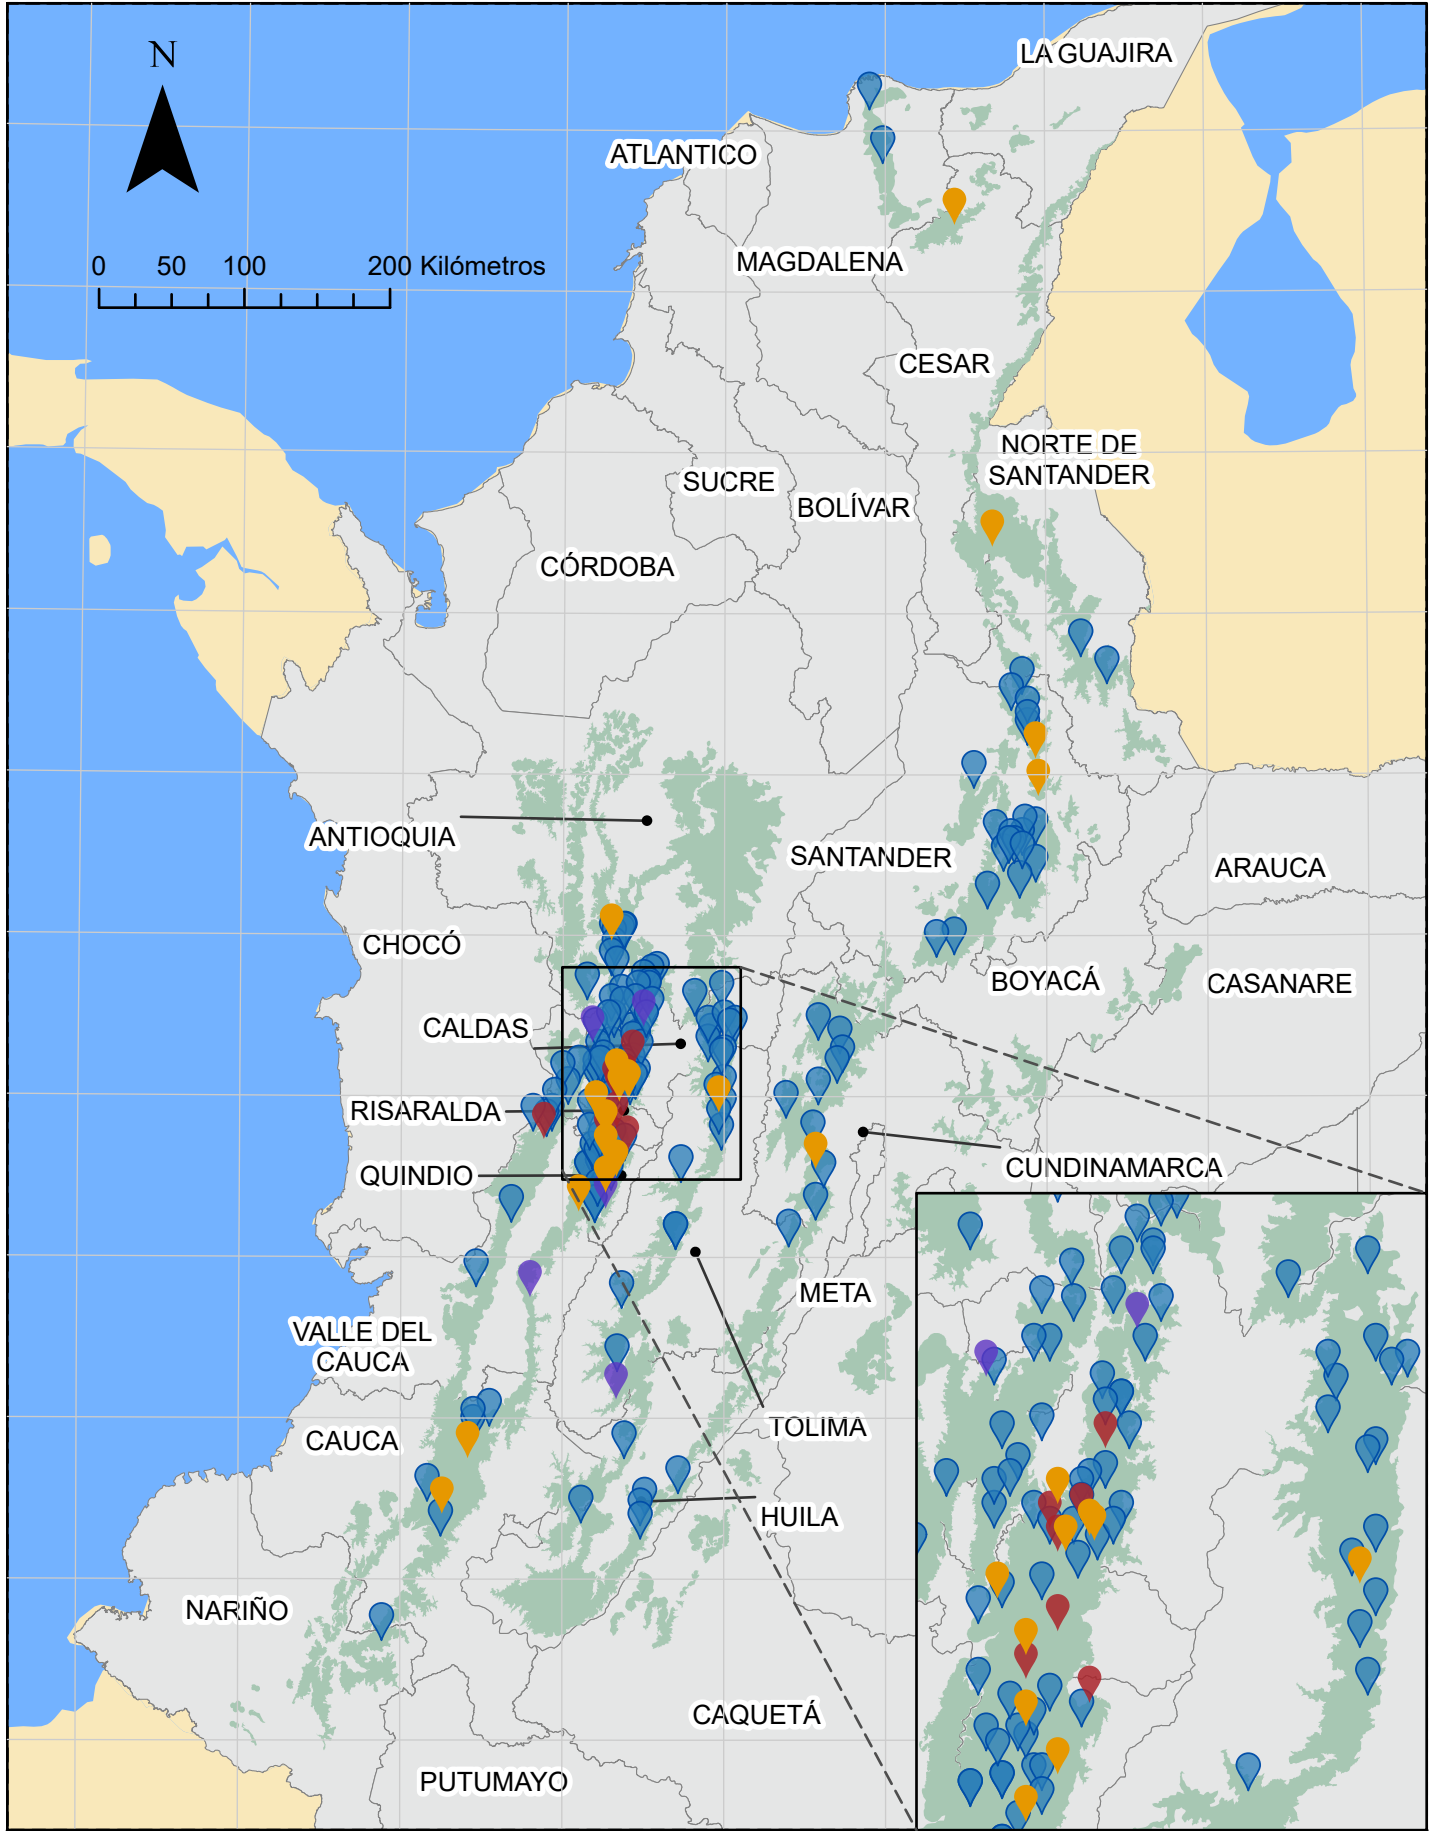 LA GUAJIRA
N
ATLANTICO
MAGDALENA
0 50 100 200 Kilómetros
CESAR
NORTE DE
SANTANDER
SUCRE
BOLÍVAR
CÓRDOBA
ANTIOQUIA
SANTANDER
ARAUCA
CHOCÓ
BOYACÁ
CASANARE
CALDAS
RISARALDA
QUINDIO
CUNDINAMARCA
META
VALLE DEL
CAUCA
TOLIMA
CAUCA
HUILA
NARIÑO
CAQUETÁ
PUTUMAYO